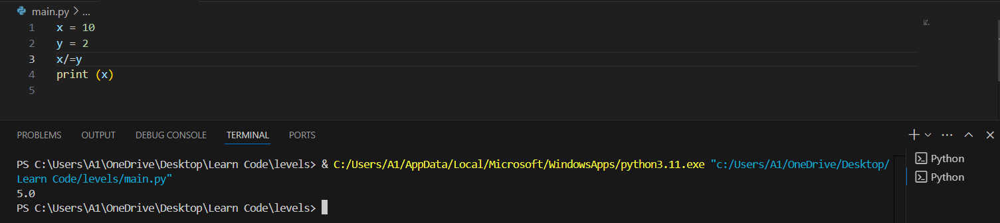 main.py > ...
1 x = 10
2 y = 2
3 x/=y
4 print (x)
5
PROBLEMS OUTPUT DEBUG CONSOLE TERMINAL PORTS
PS C:\Users\A1\OneDrive\Desktop\Learn Code\levels> & C:/Users/A1/AppData/Local/Microsoft/WindowsApps/python3.11.exe "c:/Users/A1/OneDrive/Desktop/
Learn Code/levels/main.py"
5.0
PS C:\Users\A1\OneDrive\Desktop\Learn Code\levels>
Python
Python